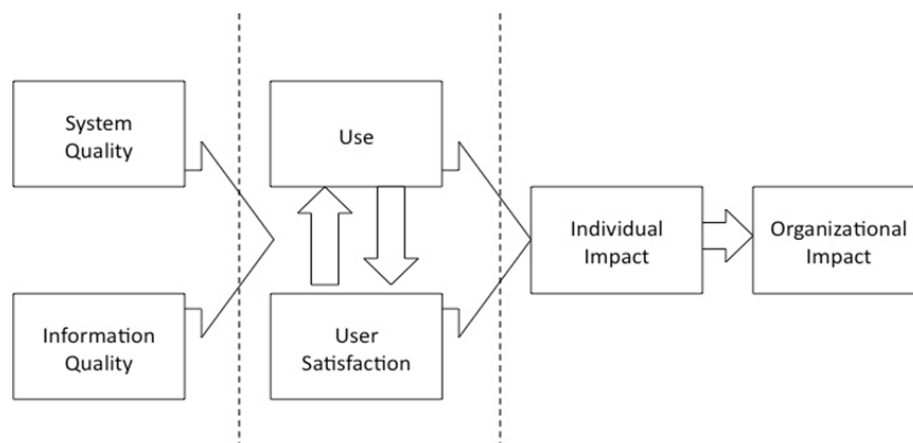 System
Quality
Use
Individual
Impact
Organizational
Impact
Information
Quality
User
Satisfaction